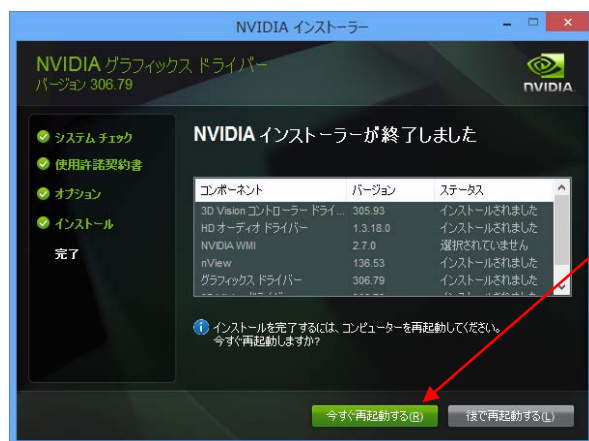 NVIDIA インストーラー
NVIDIA グラフィックス ドライバー
バージョン 306.79
NVIDIA
システム チェック
使用許諾契約書
オプション
インストール
完了
NVIDIA インストーラーが終了しました
コンポーネント バージョン ステータス
3D Vision コントローラー ドライ... 305.93 インストールされました
HD オーディオ ドライバー 1.3.18.0 インストールされました
NVIDIA WMI 2.7.0 選択されていません
nView 136.53 インストールされました
グラフィックス ドライバー 306.79 インストールされました
インストールを完了するには、コンピューターを再起動してください。
今すぐ再起動しますか?
今すぐ再起動する(R) 後で再起動する(L)